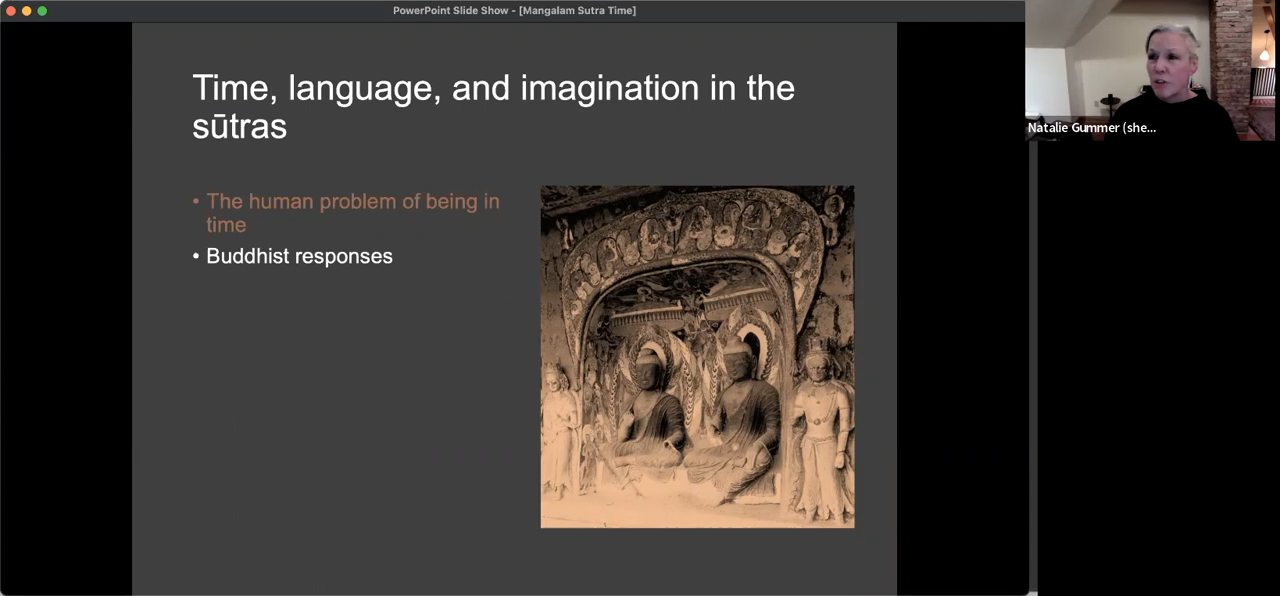 PowerPoint Slide Show - [Mangalam Sutra Time]
Time, language, and imagination in the
sūtras
• The human problem of being in
time
• Buddhist responses
Natalie Gummer (she...